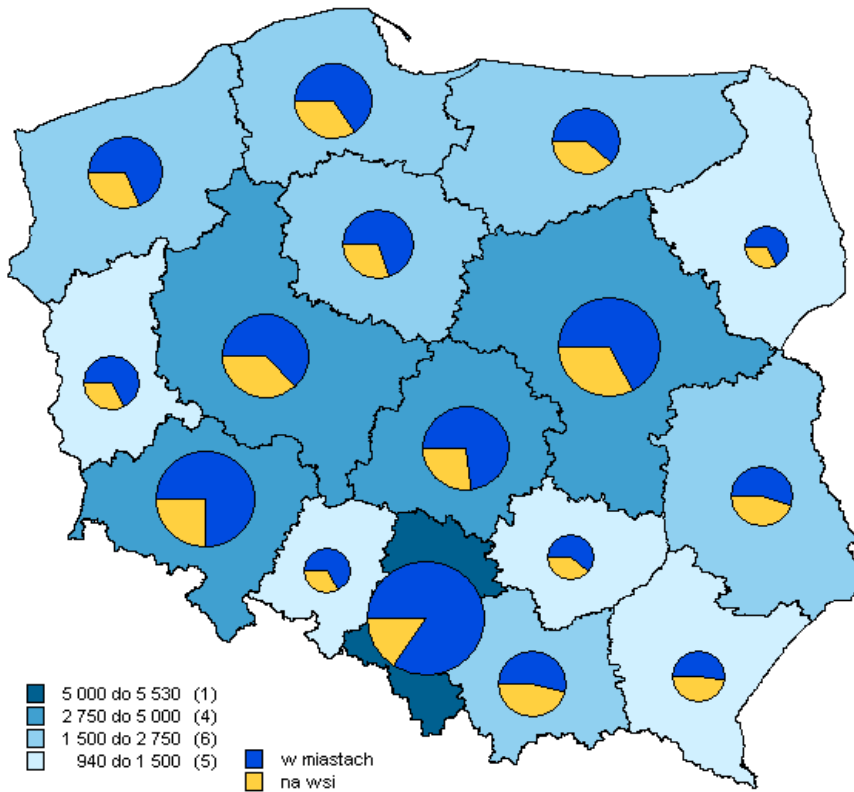 5 000 do 5 530 (1)
2 750 do 5 000 (4)
1 500 do 2 750 (6)
940 do 1 500 (5)
w miastach
na wsi